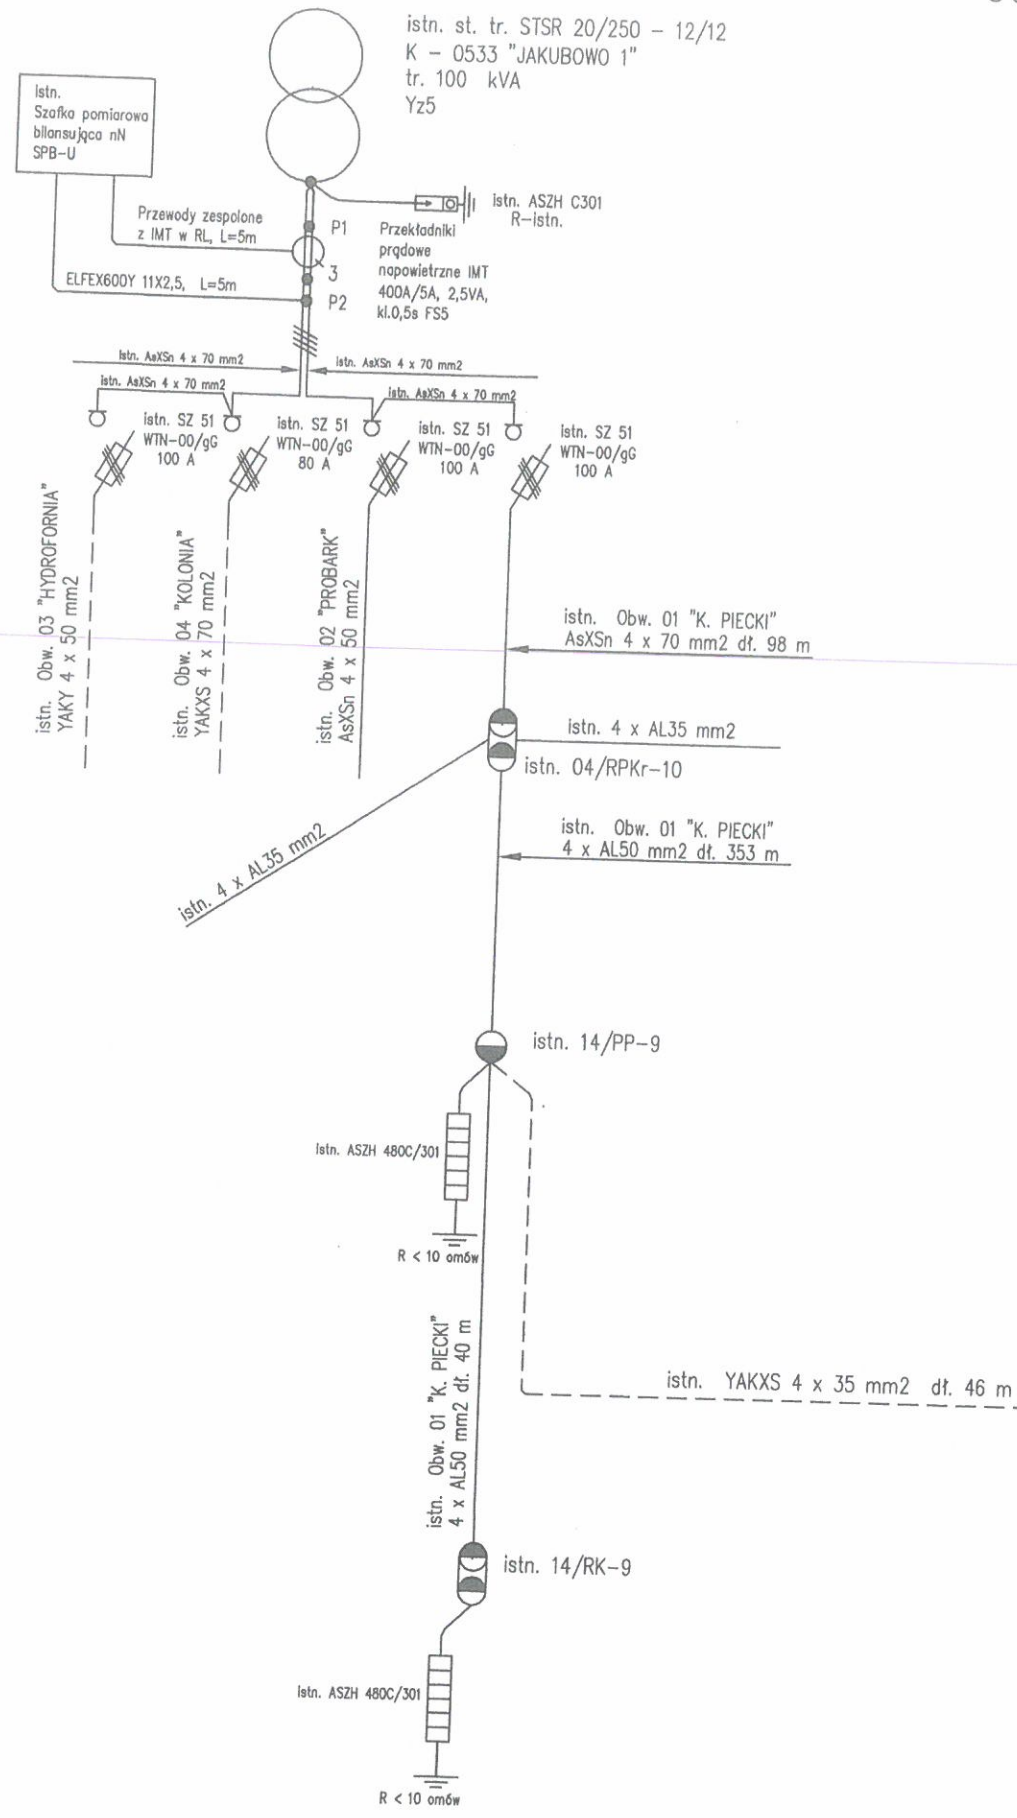 istn. st. tr. STSR 20/250 - 12/12
K - 0533 "JAKUBOWO 1"
tr. 100 kVA
Yz5
istn.
Szafka pomiarowa
bilansująca nN
SPB-U
istn. ASZH C301
R-istn.
Przewody zespolone
z IMT w RL, L=5m
P1
3
P2
Przekładniki
prądowe
napowietrzne IMT
400A/5A, 2,5VA,
kl.0,5s FS5
ELFEX600Y 11X2,5, L=5m
istn. AsXSn 4 x 70 mm2
istn. AsXSn 4 x 70 mm2
istn. AsXSn 4 x 70 mm2
istn. AsXSn 4 x 70 mm2
istn. SZ 51
WTN-00/gG
100 A
istn. SZ 51
WTN-00/gG
80 A
istn. SZ 51
WTN-00/gG
100 A
istn. SZ 51
WTN-00/gG
100 A
istn. Obw. 03 "HYDROFORNIA"
YAKY 4 x 50 mm2
istn. Obw. 04 "KOLONIA"
YAKXS 4 x 70 mm2
istn. Obw. 02 "PROBARK"
AsXSn 4 x 50 mm2
istn. Obw. 01 "K. PIECKI"
AsXSn 4 x 70 mm2 dł. 98 m
istn. 4 x AL35 mm2
istn. 04/RPKr-10
istn. 4 x AL35 mm2
istn. Obw. 01 "K. PIECKI"
4 x AL50 mm2 dł. 353 m
istn. 14/PP-9
istn. ASZH 480C/301
R < 10 omów
istn. Obw. 01 "K. PIECKI"
4 x AL50 mm2 dł. 40 m
istn. YAKXS 4 x 35 mm2 dł. 46 m
istn. 14/RK-9
istn. ASZH 480C/301
R < 10 omów